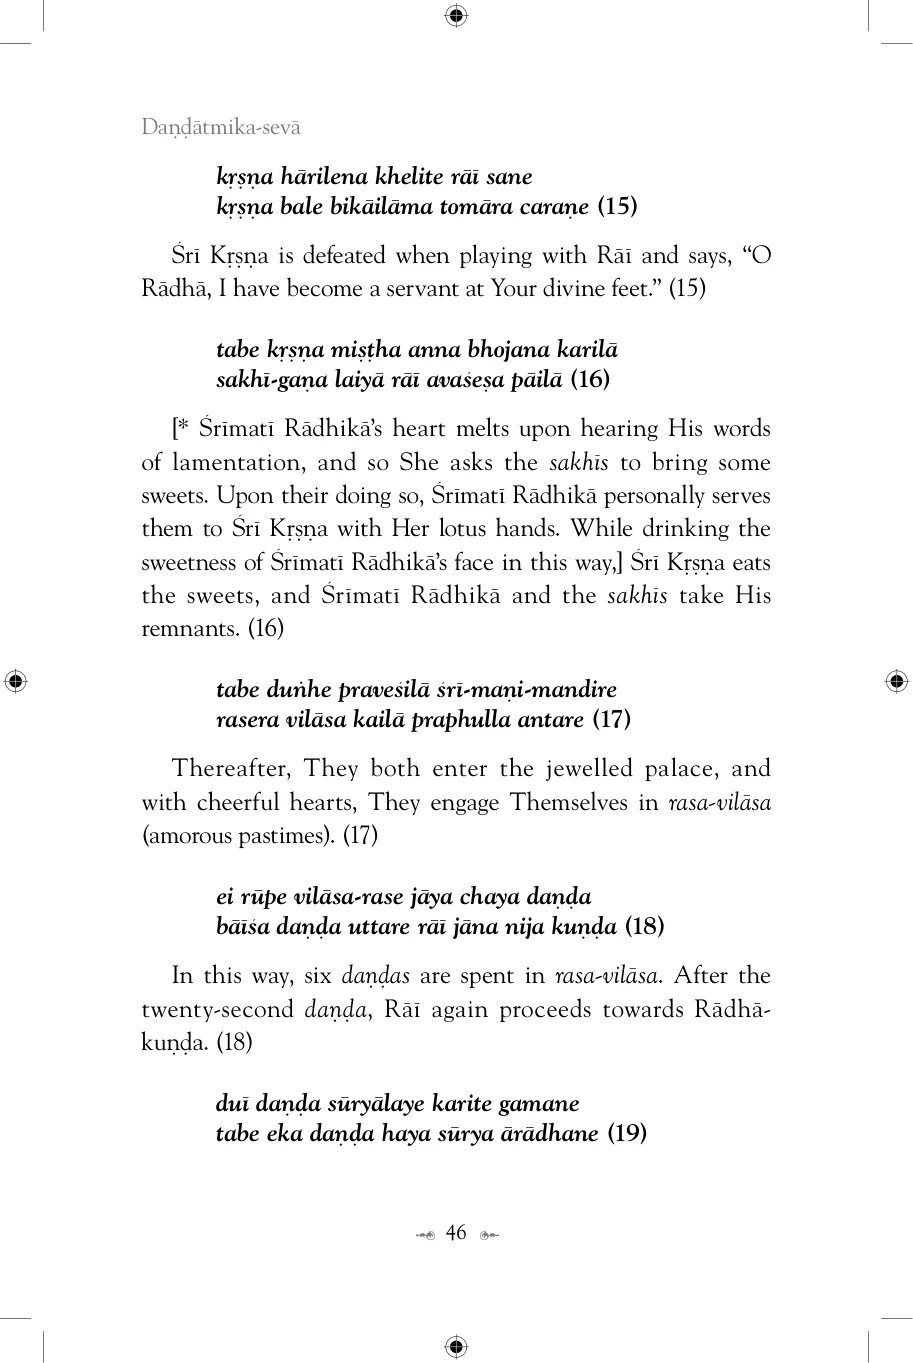 Daṇḍātmika-sevā
kṛṣṇa hārilena khelite rāī sane
kṛṣṇa bale bikāilāma tomāra caraṇe (15)
Śrī Kṛṣṇa is defeated when playing with Rāī and says, “O
Rādhā, I have become a servant at Your divine feet.” (15)
tabe kṛṣṇa miṣṭha anna bhojana karilā
sakhī-gaṇa laiyā rāī avaśeṣa pāilā (16)
[* Śrīmatī Rādhikā’s heart melts upon hearing His words
of lamentation, and so She asks the sakhīs to bring some
sweets. Upon their doing so, Śrīmatī Rādhikā personally serves
them to Śrī Kṛṣṇa with Her lotus hands. While drinking the
sweetness of Śrīmatī Rādhikā’s face in this way,] Śrī Kṛṣṇa eats
the sweets, and Śrīmatī Rādhikā and the sakhīs take His
remnants. (16)
tabe duṅhe praveśilā śrī-maṇi-mandire
rasera vilāsa kailā praphulla antare (17)
Thereafter, They both enter the jewelled palace, and
with cheerful hearts, They engage Themselves in rasa-vilāsa
(amorous pastimes). (17)
ei rūpe vilāsa-rase jāya chaya daṇḍa
bāīśa daṇḍa uttare rāī jāna nija kuṇḍa (18)
In this way, six daṇḍas are spent in rasa-vilāsa. After the
twenty-second daṇḍa, Rāī again proceeds towards Rādhā-
kuṇḍa. (18)
duī daṇḍa sūryālaye karite gamane
tabe eka daṇḍa haya sūrya ārādhane (19)
46